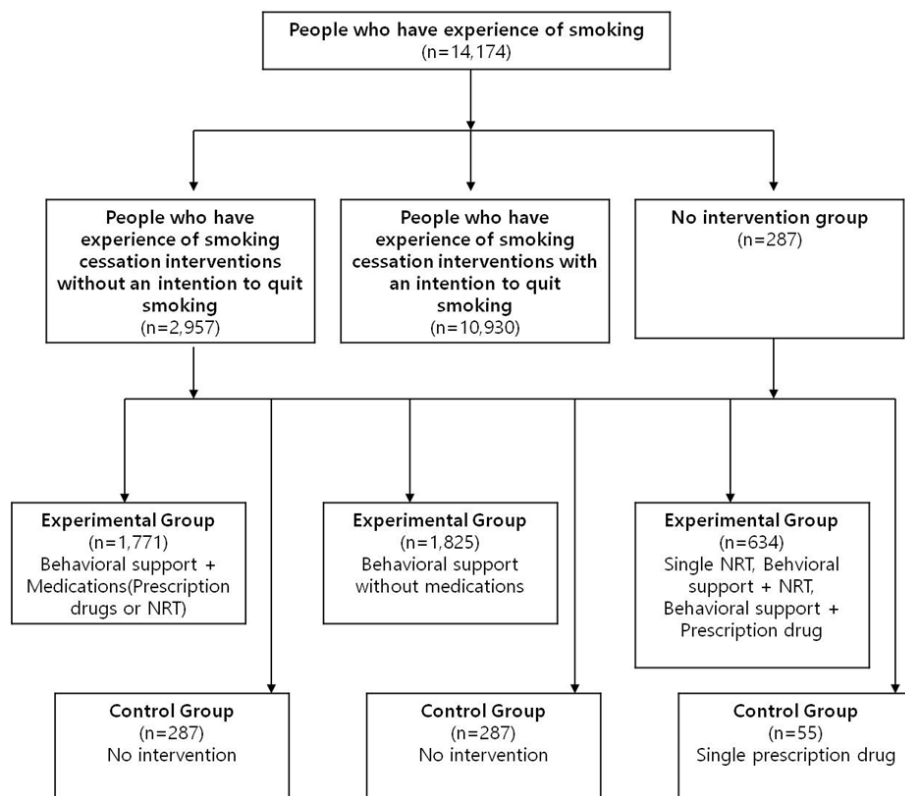 People who have experience of smoking
(n=14,174)
People who have
experience of smoking
cessation interventions
without an intention to quit
smoking
(n=2,957)
People who have
experience of smoking
cessation interventions with
an intention to quit
smoking
(n=10,930)
No intervention group
(n=287)
Experimental Group
(n=1,771)
Behavioral support +
Medications(Prescription
drugs or NRT)
Experimental Group
(n=1,825)
Behavioral support
without medications
Experimental Group
(n=634)
Single NRT, Behvioral
support + NRT,
Behavioral support +
Prescription drug
Control Group
(n=287)
No intervention
Control Group
(n=287)
No intervention
Control Group
(n=55)
Single prescription drug